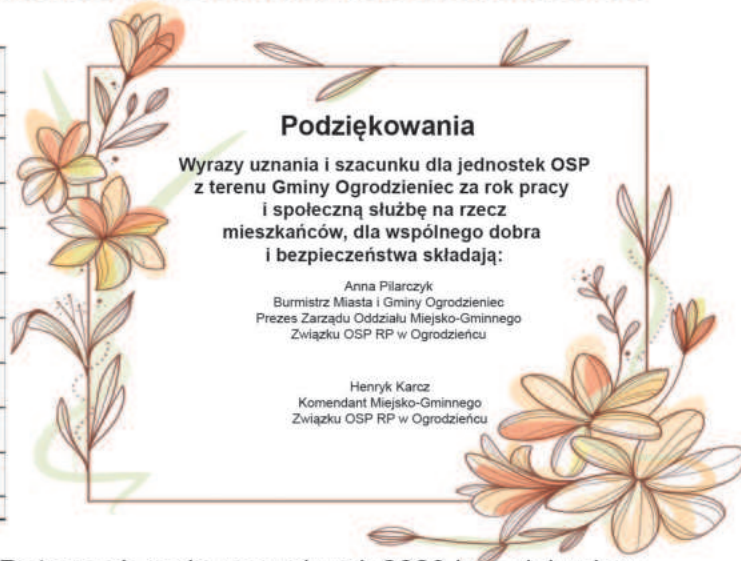 Podziękowania
Wyrazy uznania i szacunku dla jednostek OSP
z terenu Gminy Ogrodzieniec za rok pracy
i społeczną służbę na rzecz
mieszkańców, dla wspólnego dobra
i bezpieczeństwa składają:
Anna Pilarczyk
Burmistrz Miasta i Gminy Ogrodzieniec
Prezes Zarządu Oddziału Miejsko-Gminnego
Związku OSP RP w Ogrodzieńcu
Henryk Karcz
Komendant Miejsko-Gminnego
Związku OSP RP w Ogrodzieńcu